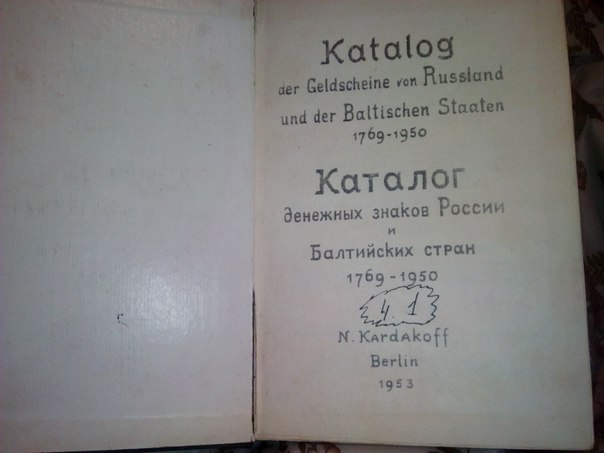 Katalog
der Geldscheine von Russland
und der Baltischen Staaten
1769-1950
Каталог
денежных знаков России
и
Балтийских стран
1769-1950
Ч. 1
N. Kardakoff
Berlin
1953